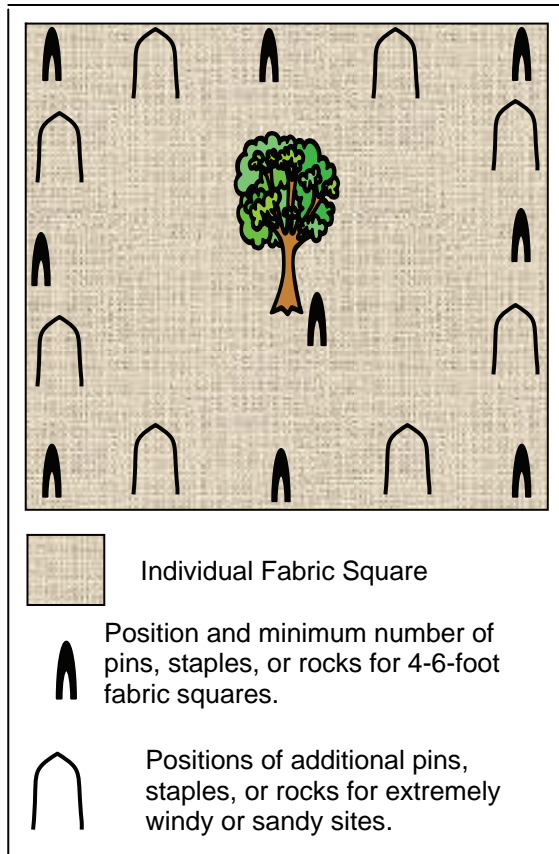 Individual Fabric Square
Position and minimum number of
pins, staples, or rocks for 4-6-foot
fabric squares.
Positions of additional pins,
staples, or rocks for extremely
windy or sandy sites.